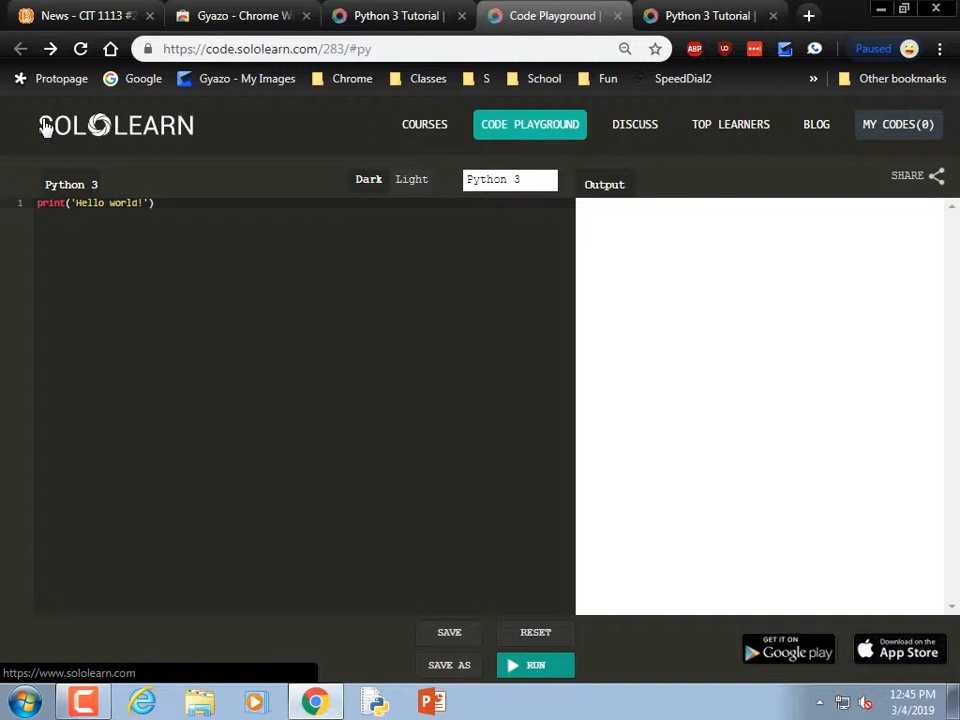 News - CIT 1113 #2
Gyazo - Chrome W
Python 3 Tutorial |
Code Playground |
Python 3 Tutorial |
https://code.sololearn.com/283/#py
ABP
UD
Paused
Protopage
Google
Gyazo - My Images
Chrome
Classes
S
School
Fun
SpeedDial2
»
Other bookmarks
SOLOLEARN
COURSES
CODE PLAYGROUND
DISCUSS
TOP LEARNERS
BLOG
MY CODES(0)
Python 3
Dark
Light
Python 3
Output
SHARE
1
print('Hello world!')
SAVE
RESET
SAVE AS
RUN
GET IT ON
Google play
Download on the
App Store
https://www.sololearn.com
12:45 PM
3/4/2019